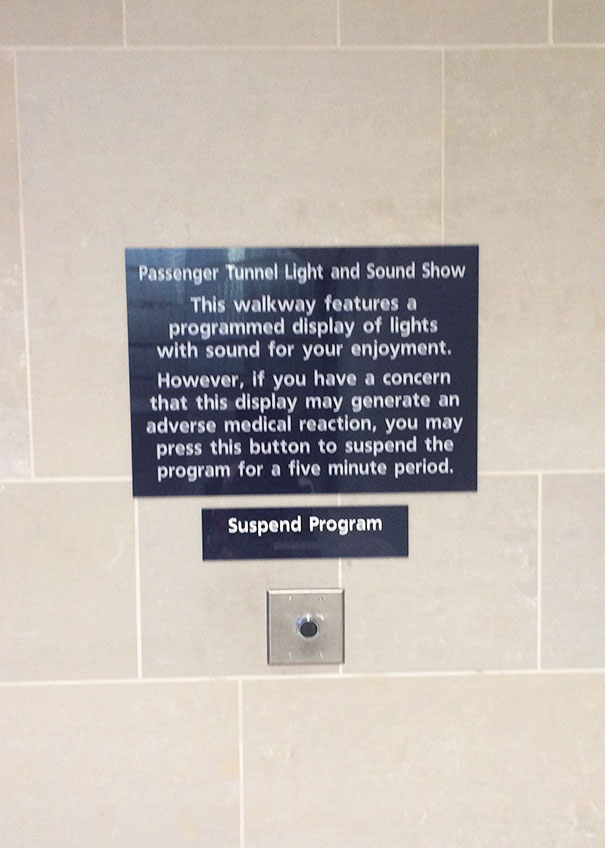 Passenger Tunnel Light and Sound Show
This walkway features a
programmed display of lights
with sound for your enjoyment.
However, if you have a concern
that this display may generate an
adverse medical reaction, you may
press this button to suspend the
program for a five minute period.
Suspend Program